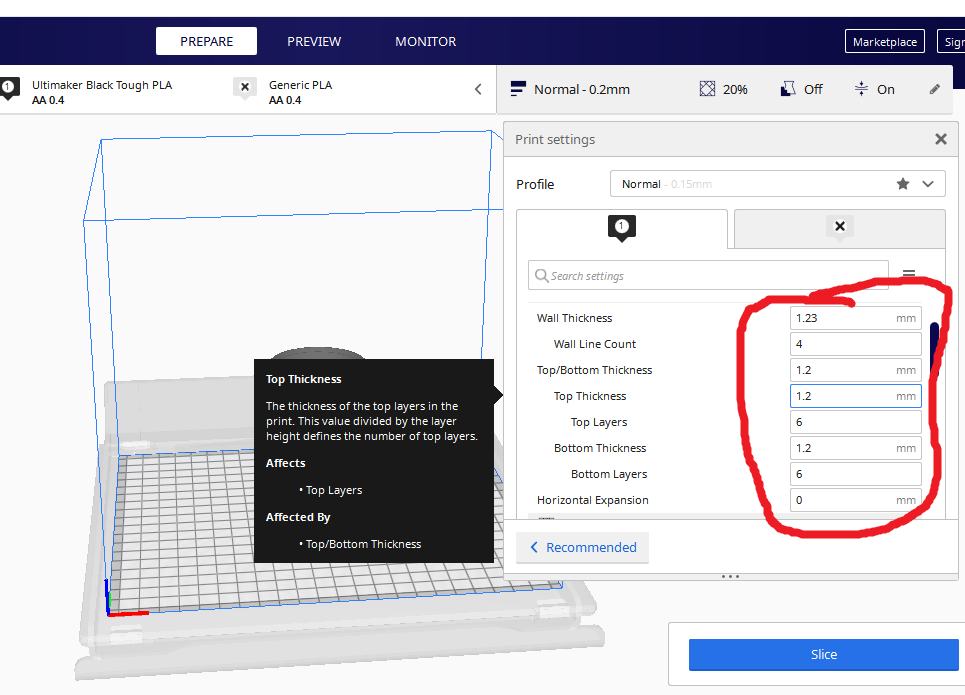 PREPARE PREVIEW MONITOR Marketplace Sign
1 Ultimaker Black Tough PLA
AA 0.4
Generic PLA
AA 0.4
Normal - 0.2mm 20% Off On
Print settings
Profile Normal - 0.15mm
1
Search settings
Wall Thickness 1.23 mm
Wall Line Count 4
Top/Bottom Thickness 1.2 mm
Top Thickness 1.2 mm
Top Layers 6
Bottom Thickness 1.2 mm
Bottom Layers 6
Horizontal Expansion 0 mm
Top Thickness
The thickness of the top layers in the
print. This value divided by the layer
height defines the number of top layers.
Affects
• Top Layers
Affected By
• Top/Bottom Thickness
Recommended
Slice